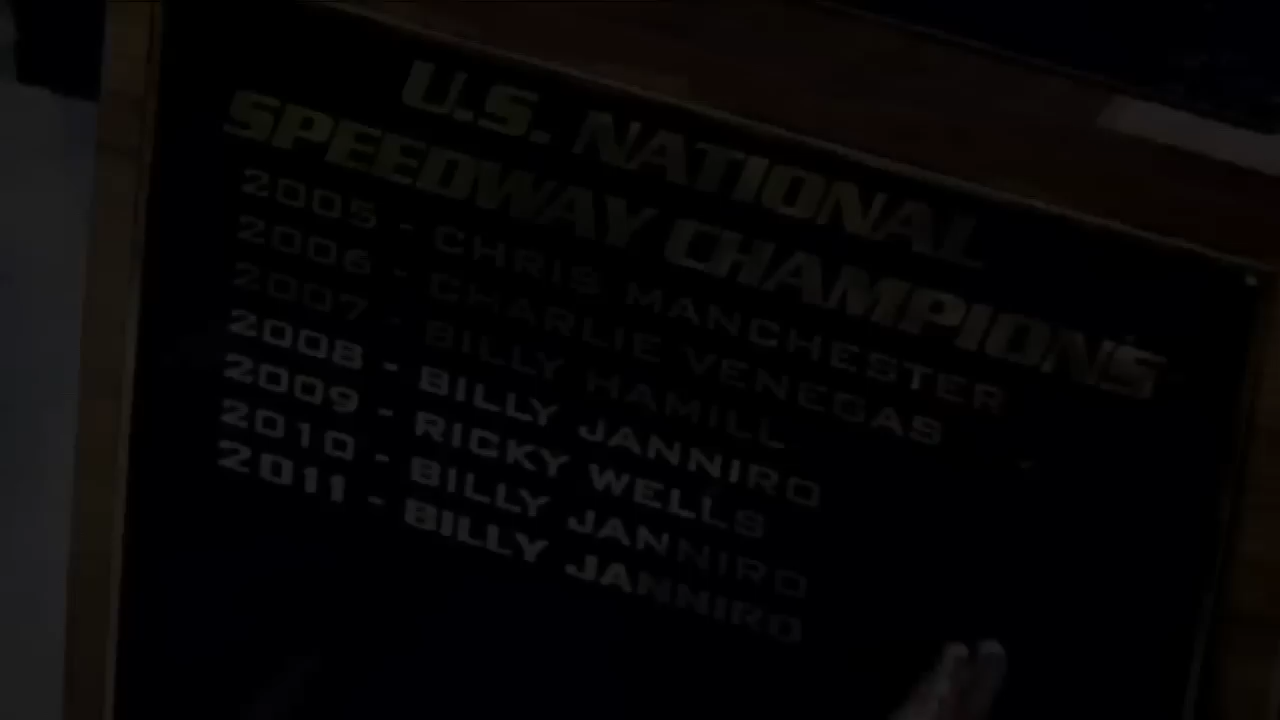 U.S. NATIONAL
SPEEDWAY CHAMPIONS
2005 - CHRIS MANCHESTER
2006 - CHARLIE VENEGAS
2007 - BILLY HAMILL
2008 - BILLY JANNIRO
2009 - RICKY WELLS
2010 - BILLY JANNIRO
2011 - BILLY JANNIRO